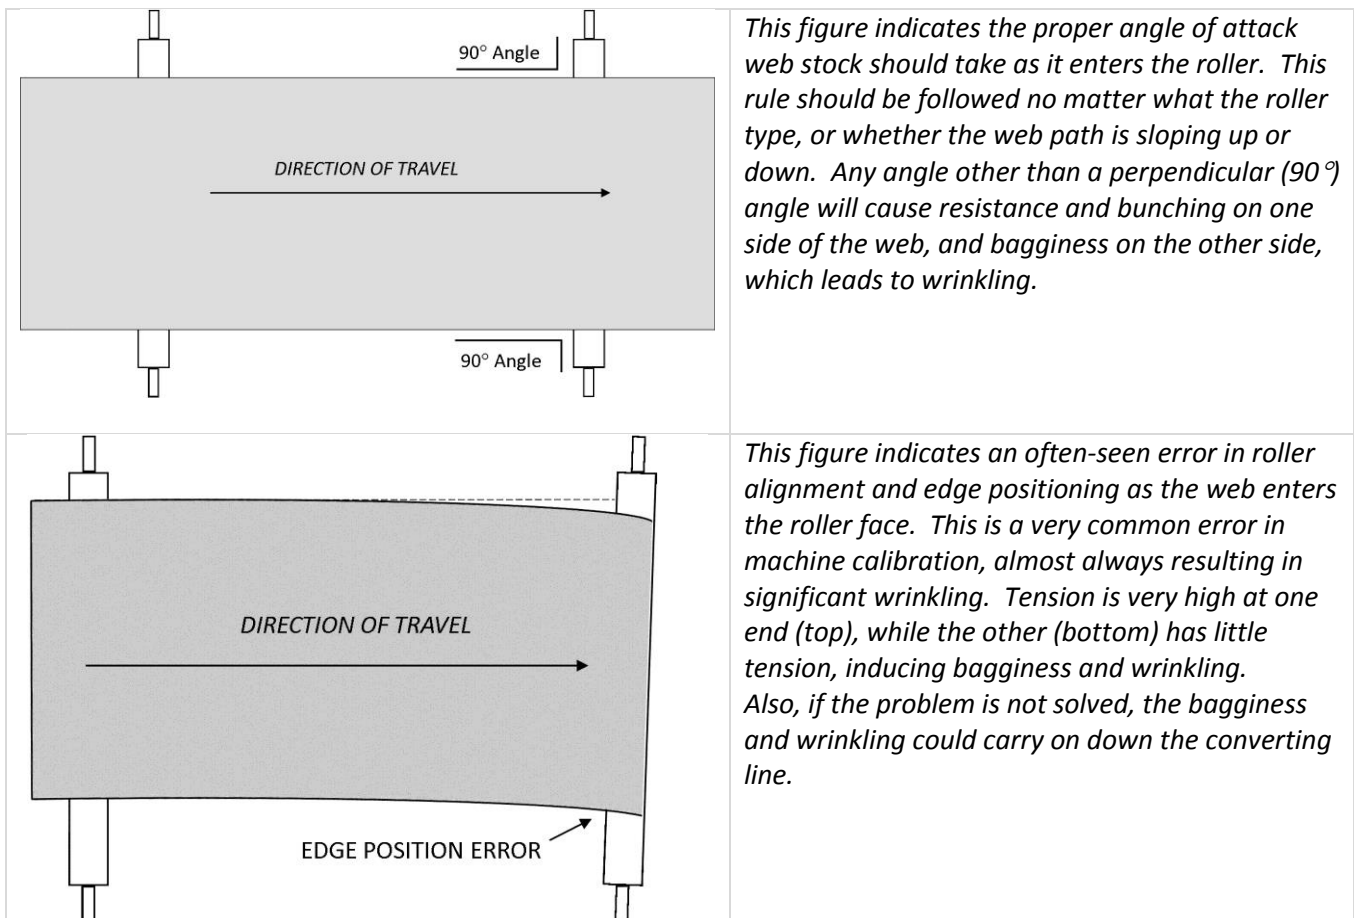 90° Angle
DIRECTION OF TRAVEL
90° Angle
This figure indicates the proper angle of attack
web stock should take as it enters the roller. This
rule should be followed no matter what the roller
type, or whether the web path is sloping up or
down. Any angle other than a perpendicular (90°)
angle will cause resistance and bunching on one
side of the web, and bagginess on the other side,
which leads to wrinkling.
DIRECTION OF TRAVEL
EDGE POSITION ERROR
This figure indicates an often-seen error in roller
alignment and edge positioning as the web enters
the roller face. This is a very common error in
machine calibration, almost always resulting in
significant wrinkling. Tension is very high at one
end (top), while the other (bottom) has little
tension, inducing bagginess and wrinkling.
Also, if the problem is not solved, the bagginess
and wrinkling could carry on down the converting
line.